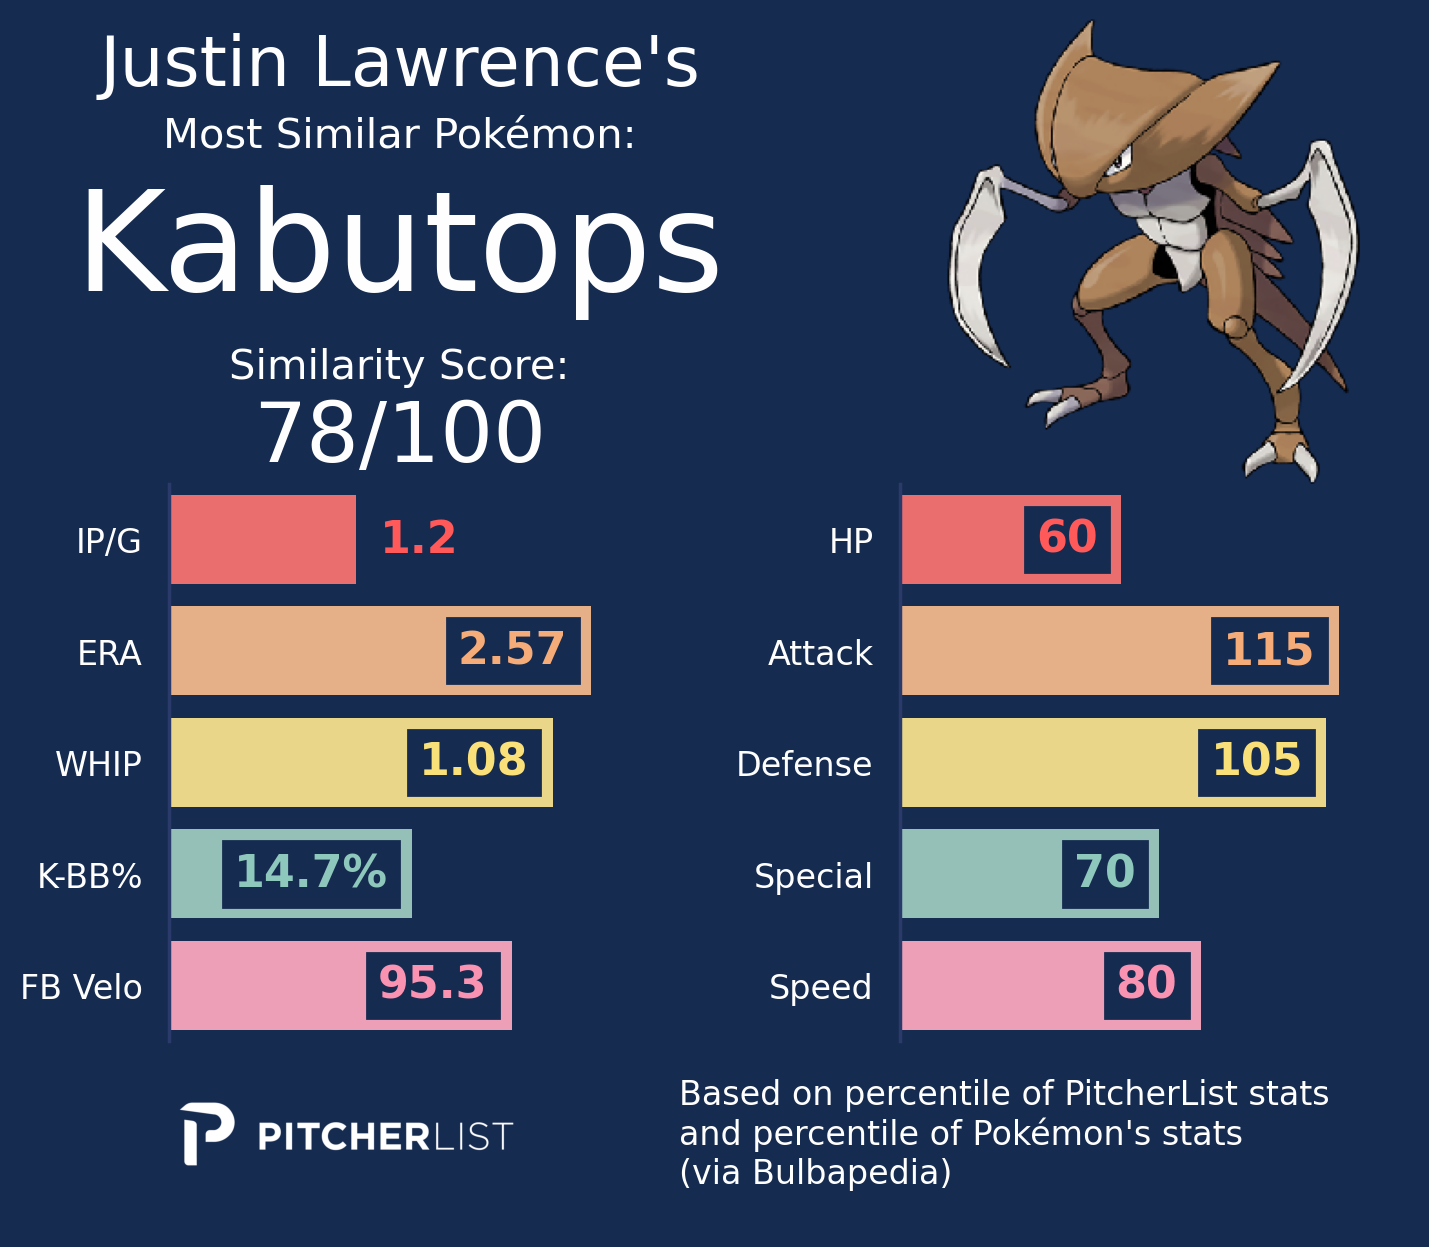 Justin Lawrence's
Most Similar Pokémon:
Kabutops
Similarity Score:
78/100
IP/G 1.2
ERA 2.57
WHIP 1.08
K-BB% 14.7%
FB Velo 95.3
HP 60
Attack 115
Defense 105
Special 70
Speed 80
PITCHERLIST
Based on percentile of PitcherList stats
and percentile of Pokémon's stats
(via Bulbapedia)